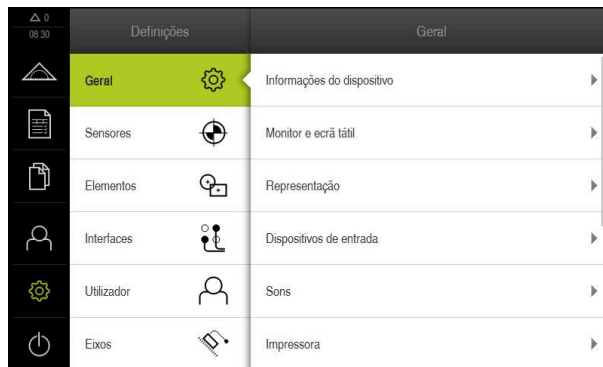 0
08 30
Definições
Geral
Geral
Informações do dispositivo
Sensores
Monitor e ecrã tátil
Elementos
Representação
Interfaces
Dispositivos de entrada
Utilizador
Sons
Eixos
Impressora